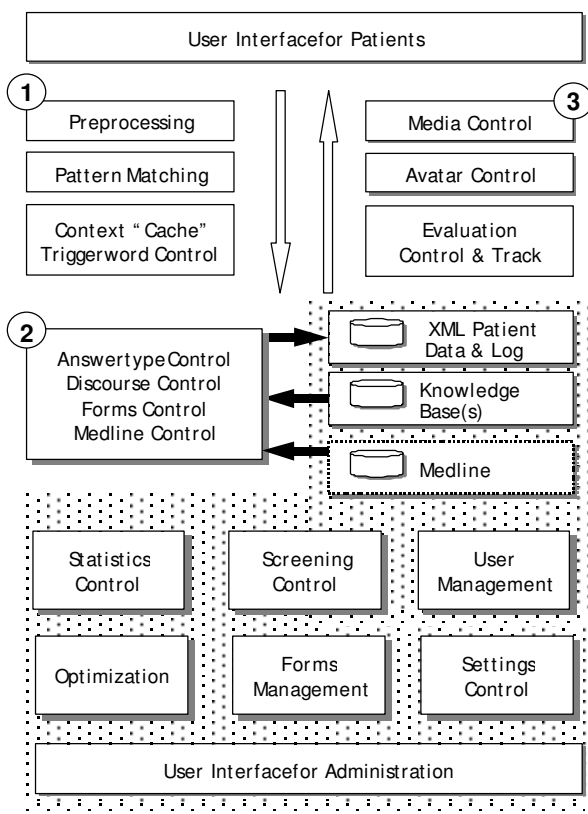 User Interfacefor Patients
1
Preprocessing
Pattern Matching
Context “Cache”
Triggerword Control
3
Media Control
Avatar Control
Evaluation
Control & Track
2
AnswertypeControl
Discourse Control
Forms Control
Medline Control
XML Patient
Data & Log
Knowledge
Base(s)
Medline
Statistics
Control
Screening
Control
User
Management
Optimization
Forms
Management
Settings
Control
User Interfacefor Administration